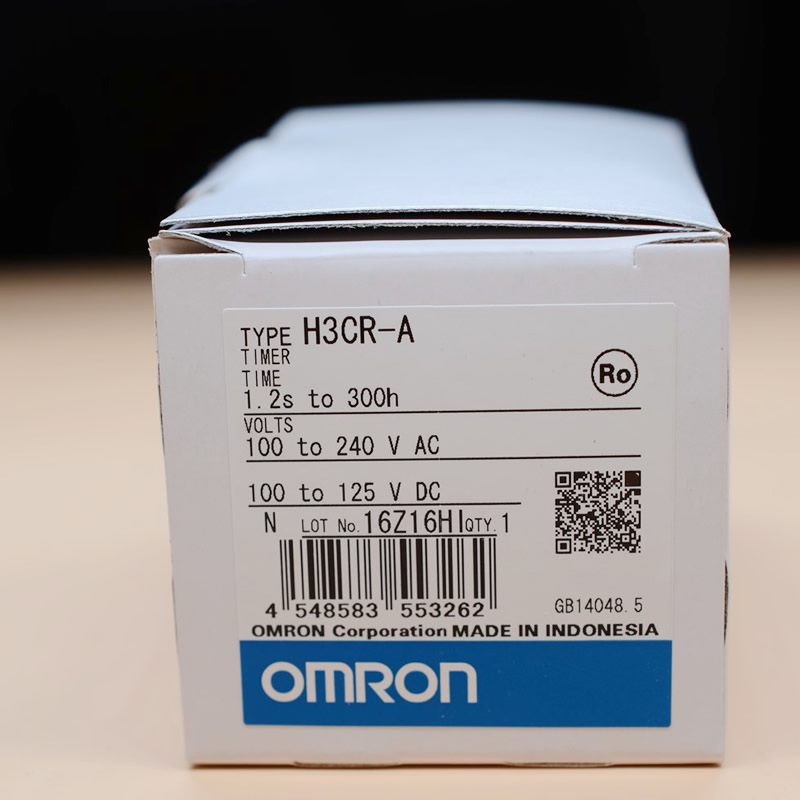 TYPE H3CR-A
TIMER
TIME
1.2s to 300h
Ro
VOLTS
100 to 240 V AC
100 to 125 V DC
N LOT No. 16Z16HI QTY. 1
4 548583 553262
GB14048.5
OMRON Corporation MADE IN INDONESIA
OMRON